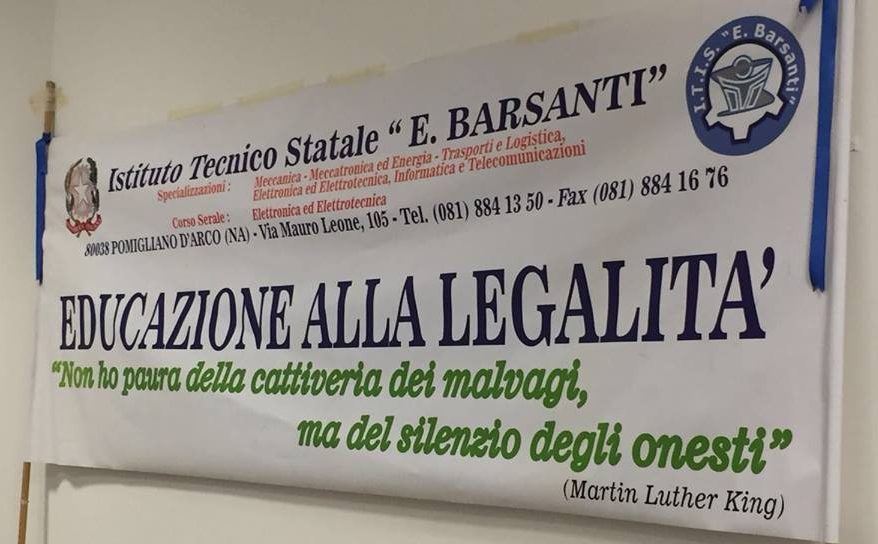 I.T.I.S. "E. Barsanti"
Istituto Tecnico Statale " E. BARSANTI"
Specializzazioni : Meccanica - Meccatronica ed Energia - Trasporti e Logistica,
Elettronica ed Elettrotecnica, Informatica e Telecomunicazioni
Corso Serale : Elettronica ed Elettrotecnica
80038 POMIGLIANO D'ARCO (NA) - Via Mauro Leone, 105 - Tel. (081) 884 13 50 - Fax (081) 884 16 76
EDUCAZIONE ALLA LEGALITA'
"Non ho paura della cattiveria dei malvagi,
ma del silenzio degli onesti"
(Martin Luther King)